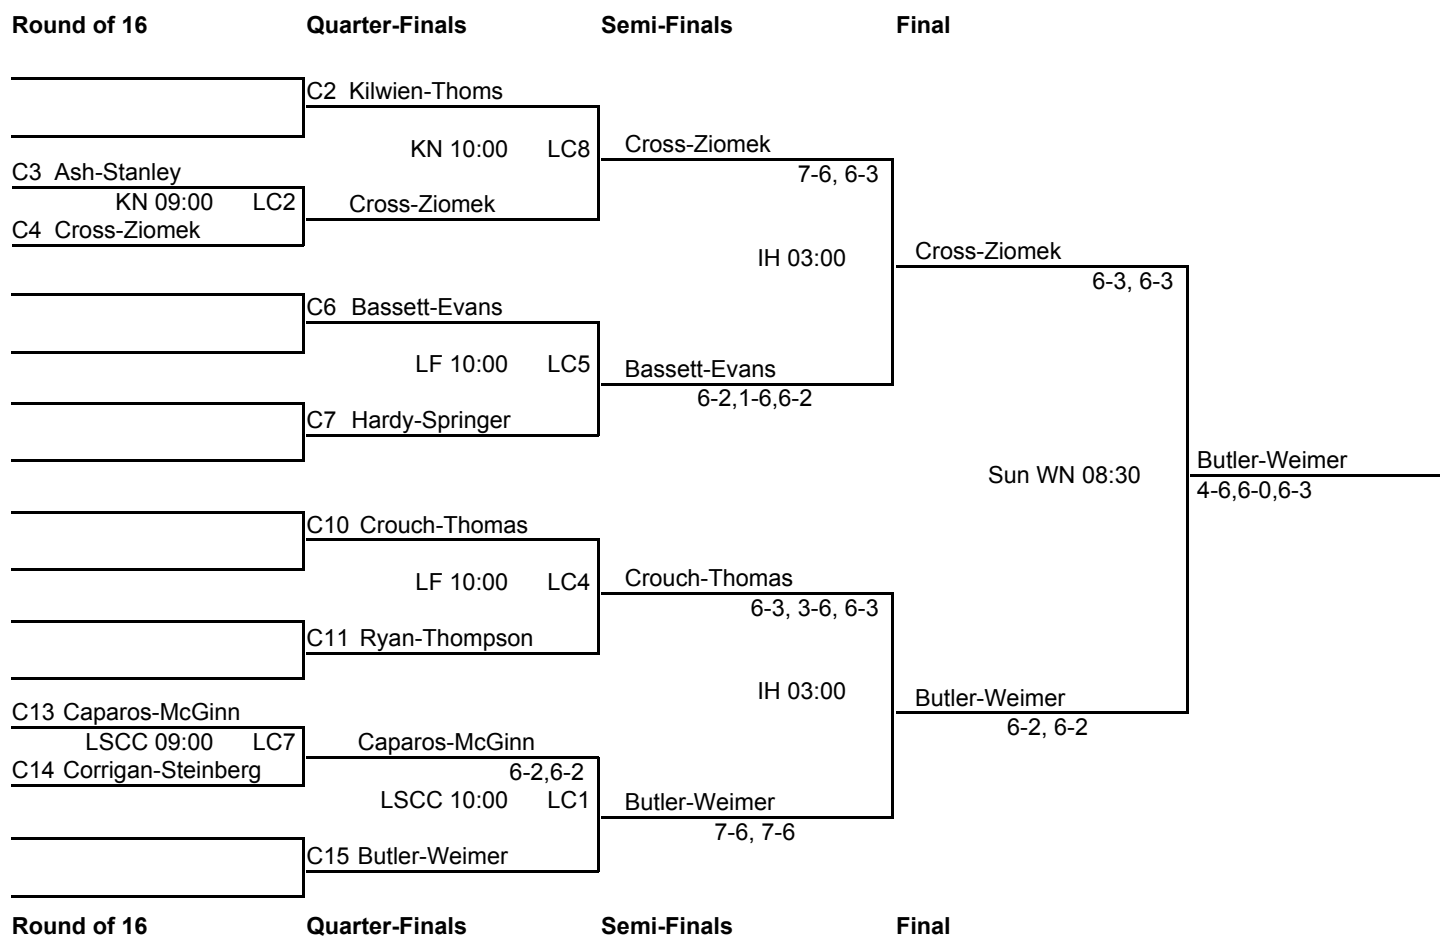 Round of 16 Quarter-Finals Semi-Finals Final
C2 Kilwien-Thoms
KN 10:00 LC8
Cross-Ziomek
7-6, 6-3
C3 Ash-Stanley
KN 09:00 LC2
Cross-Ziomek
C4 Cross-Ziomek
IH 03:00
Cross-Ziomek
6-3, 6-3
C6 Bassett-Evans
LF 10:00 LC5
Bassett-Evans
6-2,1-6,6-2
C7 Hardy-Springer
Sun WN 08:30
Butler-Weimer
4-6,6-0,6-3
C10 Crouch-Thomas
LF 10:00 LC4
Crouch-Thomas
6-3, 3-6, 6-3
C11 Ryan-Thompson
IH 03:00
Butler-Weimer
6-2, 6-2
C13 Caparos-McGinn
LSCC 09:00 LC7
Caparos-McGinn
C14 Corrigan-Steinberg
6-2,6-2
LSCC 10:00 LC1
Butler-Weimer
7-6, 7-6
C15 Butler-Weimer
Round of 16 Quarter-Finals Semi-Finals Final